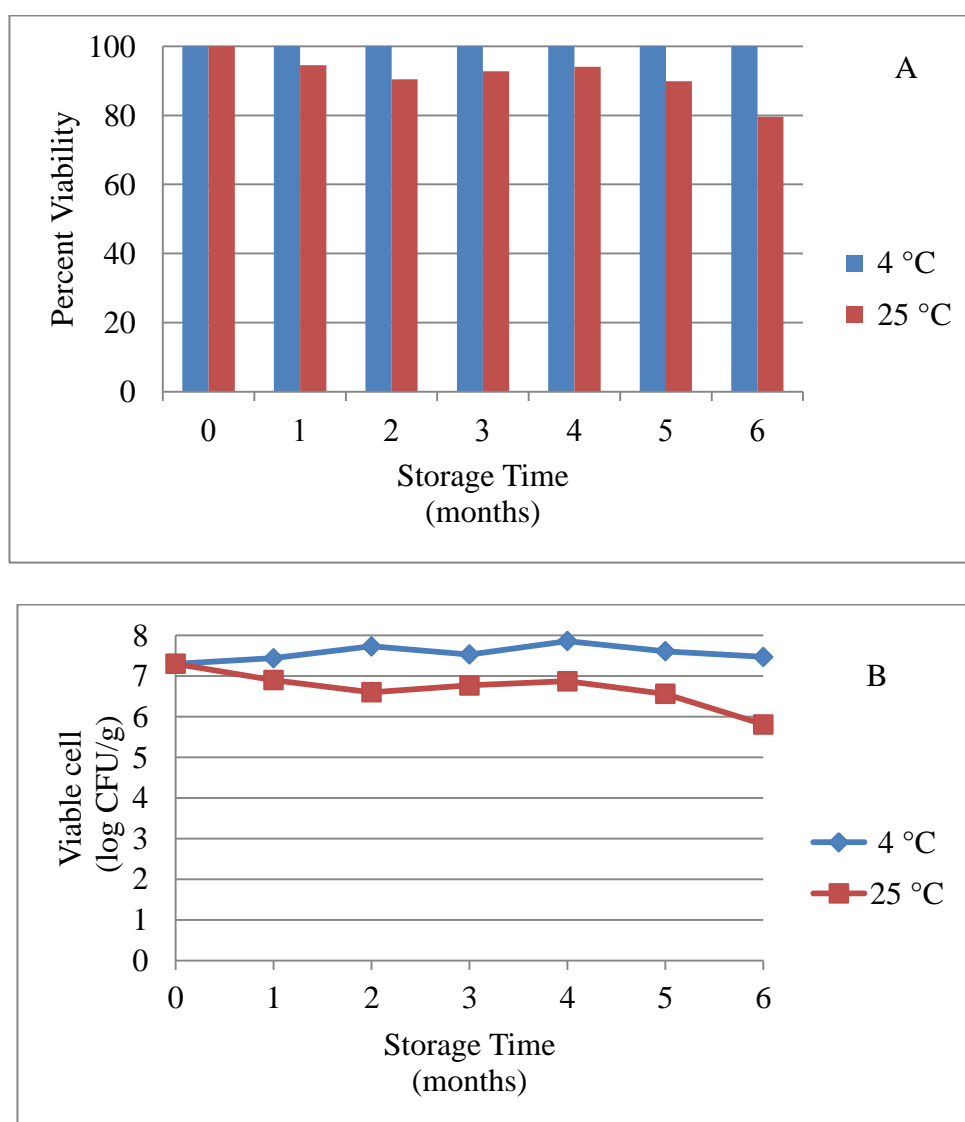 100
80
60
40
20
0
Percent Viability
A
4 °C
25 °C
0 1 2 3 4 5 6
Storage Time
(months)
8
7
6
5
4
3
2
1
0
Viable cell
(log CFU/g)
B
4 °C
25 °C
0 1 2 3 4 5 6
Storage Time
(months)